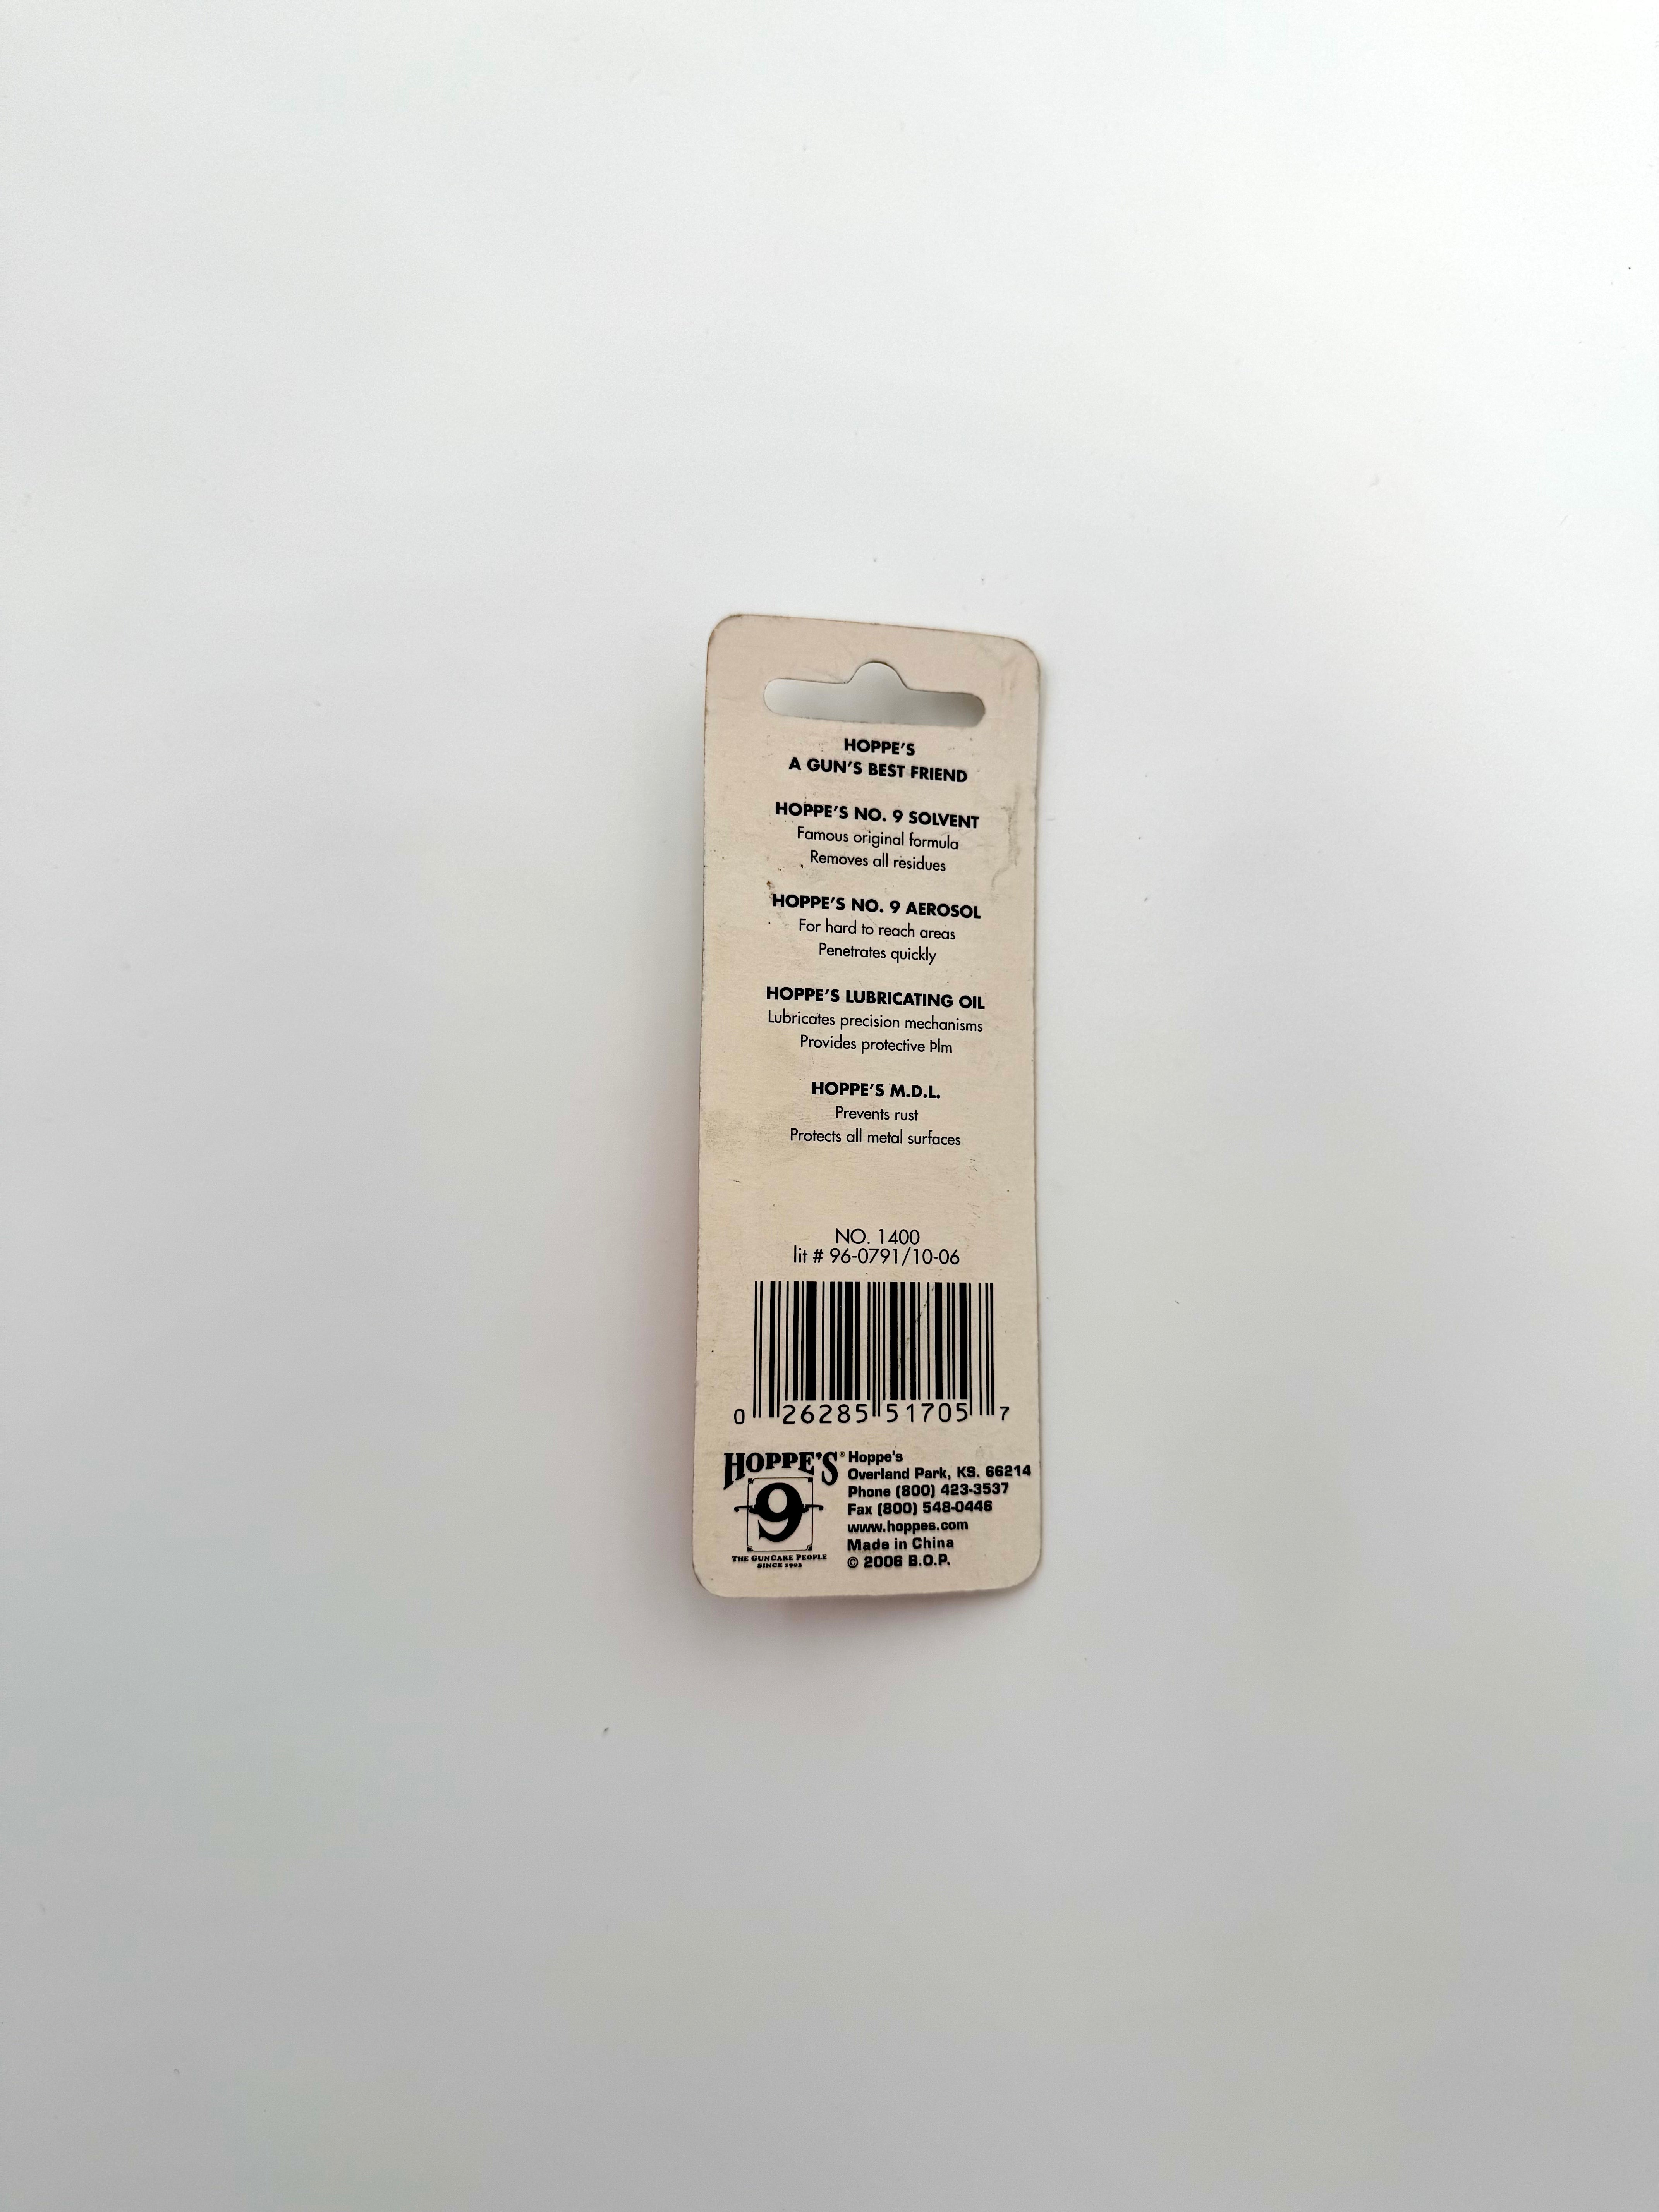 HOPPE'S
A GUN'S BEST FRIEND
HOPPE'S NO. 9 SOLVENT
Famous original formula
Removes all residues
HOPPE'S NO. 9 AEROSOL
For hard to reach areas
Penetrates quickly
HOPPE'S LUBRICATING OIL
Lubricates precision mechanisms
Provides protective Þlm
HOPPE'S M.D.L.
Prevents rust
Protects all metal surfaces
NO. 1400
lit # 96-0791/10-06
0 26285 51705 7
HOPPE'S®
9
THE GUNCARE PEOPLE
SINCE 1903
Hoppe's
Overland Park, KS. 66214
Phone (800) 423-3537
Fax (800) 548-0446
www.hoppes.com
Made in China
© 2006 B.O.P.